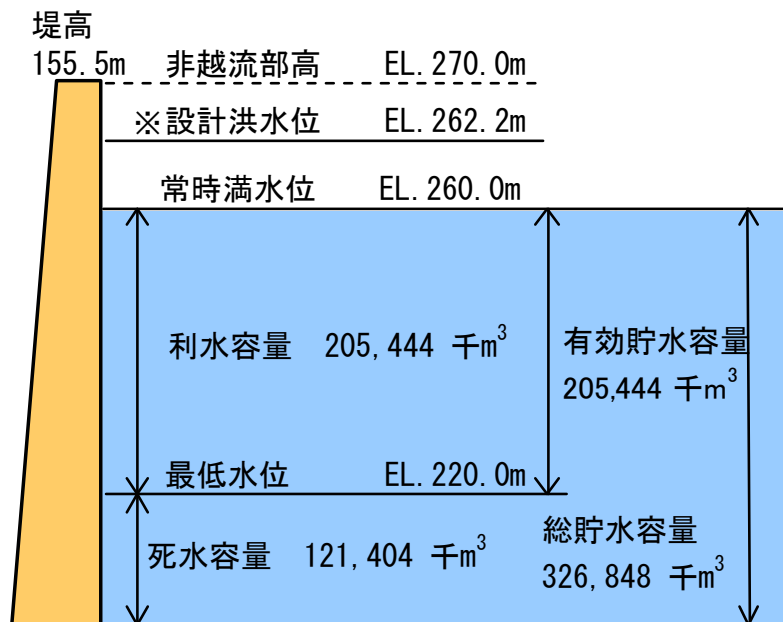 堤高
155.5m 非越流部高 EL.270.0m
※設計洪水位 EL.262.2m
常時満水位 EL.260.0m
利水容量 205,444 千m³
有効貯水容量
205,444 千m³
最低水位 EL.220.0m
死水容量 121,404 千m³
総貯水容量
326,848 千m³